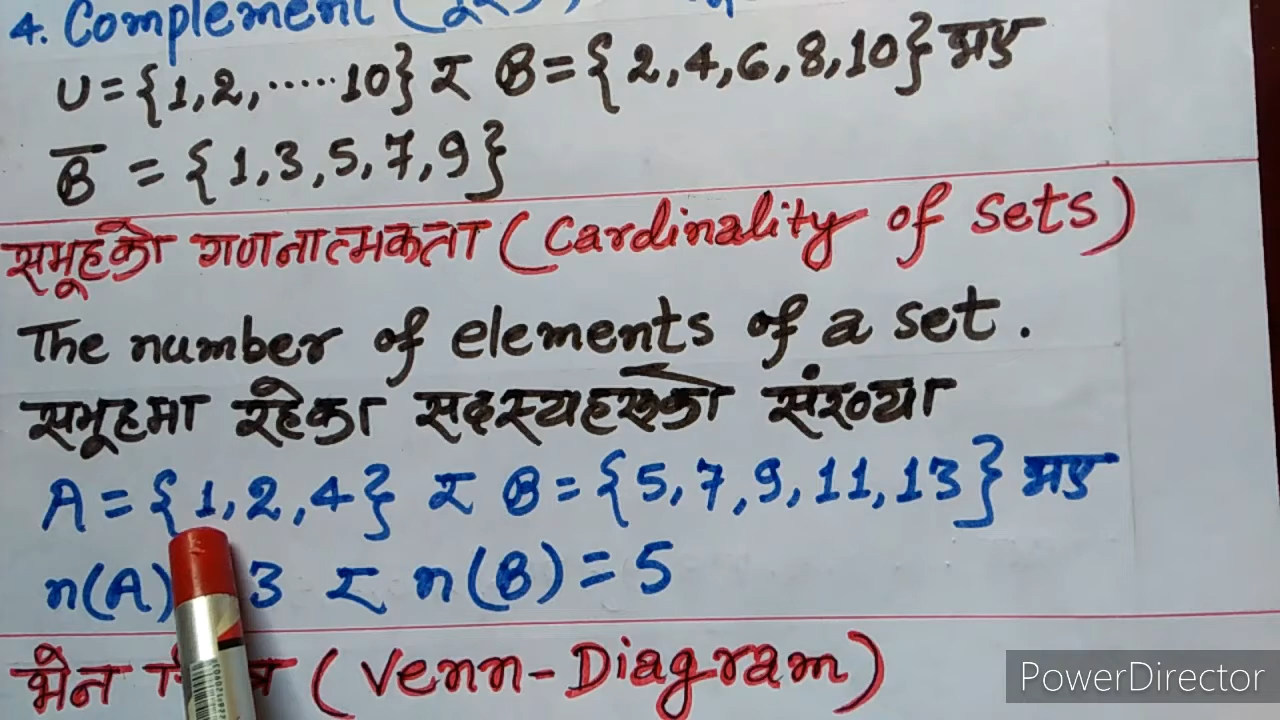 4. Complement (
U = {1, 2, ..... 10} र B = {2, 4, 6, 8, 10} भए
B̅ = {1, 3, 5, 7, 9}
समूहको गणनात्मकता (Cardinality of Sets)
The number of elements of a set.
समूहमा रहेका सदस्यहरूको संख्या
A = {1, 2, 4} र B = {5, 7, 9, 11, 13} भए
n(A) 3 र n(B) = 5
भेन (Venn-Diagram)
PowerDirector